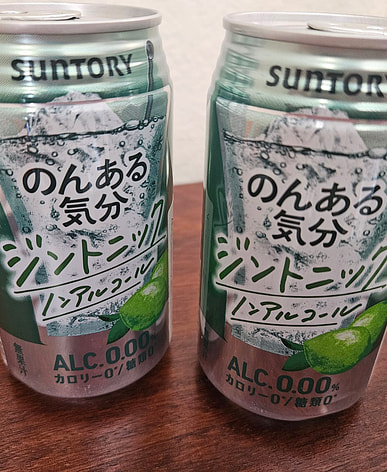 SUNTORY
のんある
気分
ジントニック
ノンアルコール
無果汁
ALC.0.00%
カロリー0*/糖類0*
SUNTORY
のんある
気分
ジントニック
ノンアルコール
ALC.0.00%
カロリー0*/糖類0*